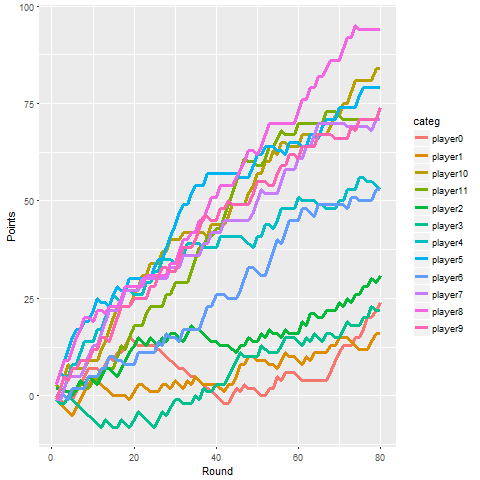 100
75
50
25
0
Points
0
20
40
60
80
Round
categ
player0
player1
player10
player11
player2
player3
player4
player5
player6
player7
player8
player9